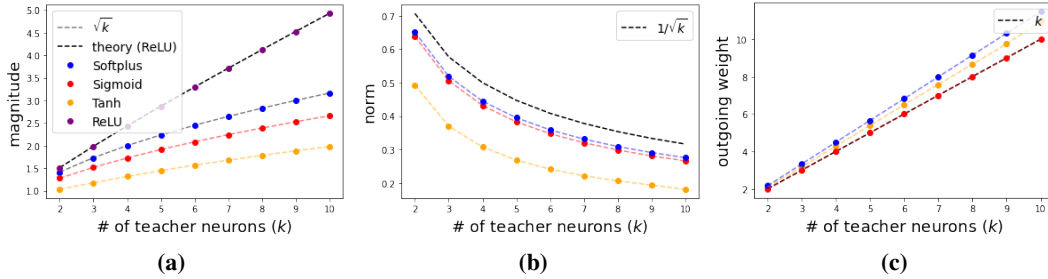 5.0
4.5
4.0
3.5
3.0
2.5
2.0
1.5
1.0
magnitude
√k
theory (ReLU)
Softplus
Sigmoid
Tanh
ReLU
2 3 4 5 6 7 8 9 10
# of teacher neurons (k)
(a)
0.7
0.6
0.5
0.4
0.3
0.2
norm
1/√k
2 3 4 5 6 7 8 9 10
# of teacher neurons (k)
(b)
10
8
6
4
2
outgoing weight
k
2 3 4 5 6 7 8 9 10
# of teacher neurons (k)
(c)